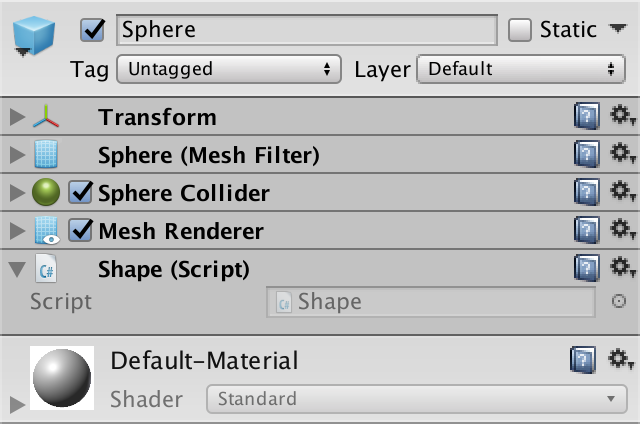 Sphere Static
Tag Untagged Layer Default
Transform
Sphere (Mesh Filter)
Sphere Collider
Mesh Renderer
C# Shape (Script)
Script C# Shape
Default-Material
Shader Standard